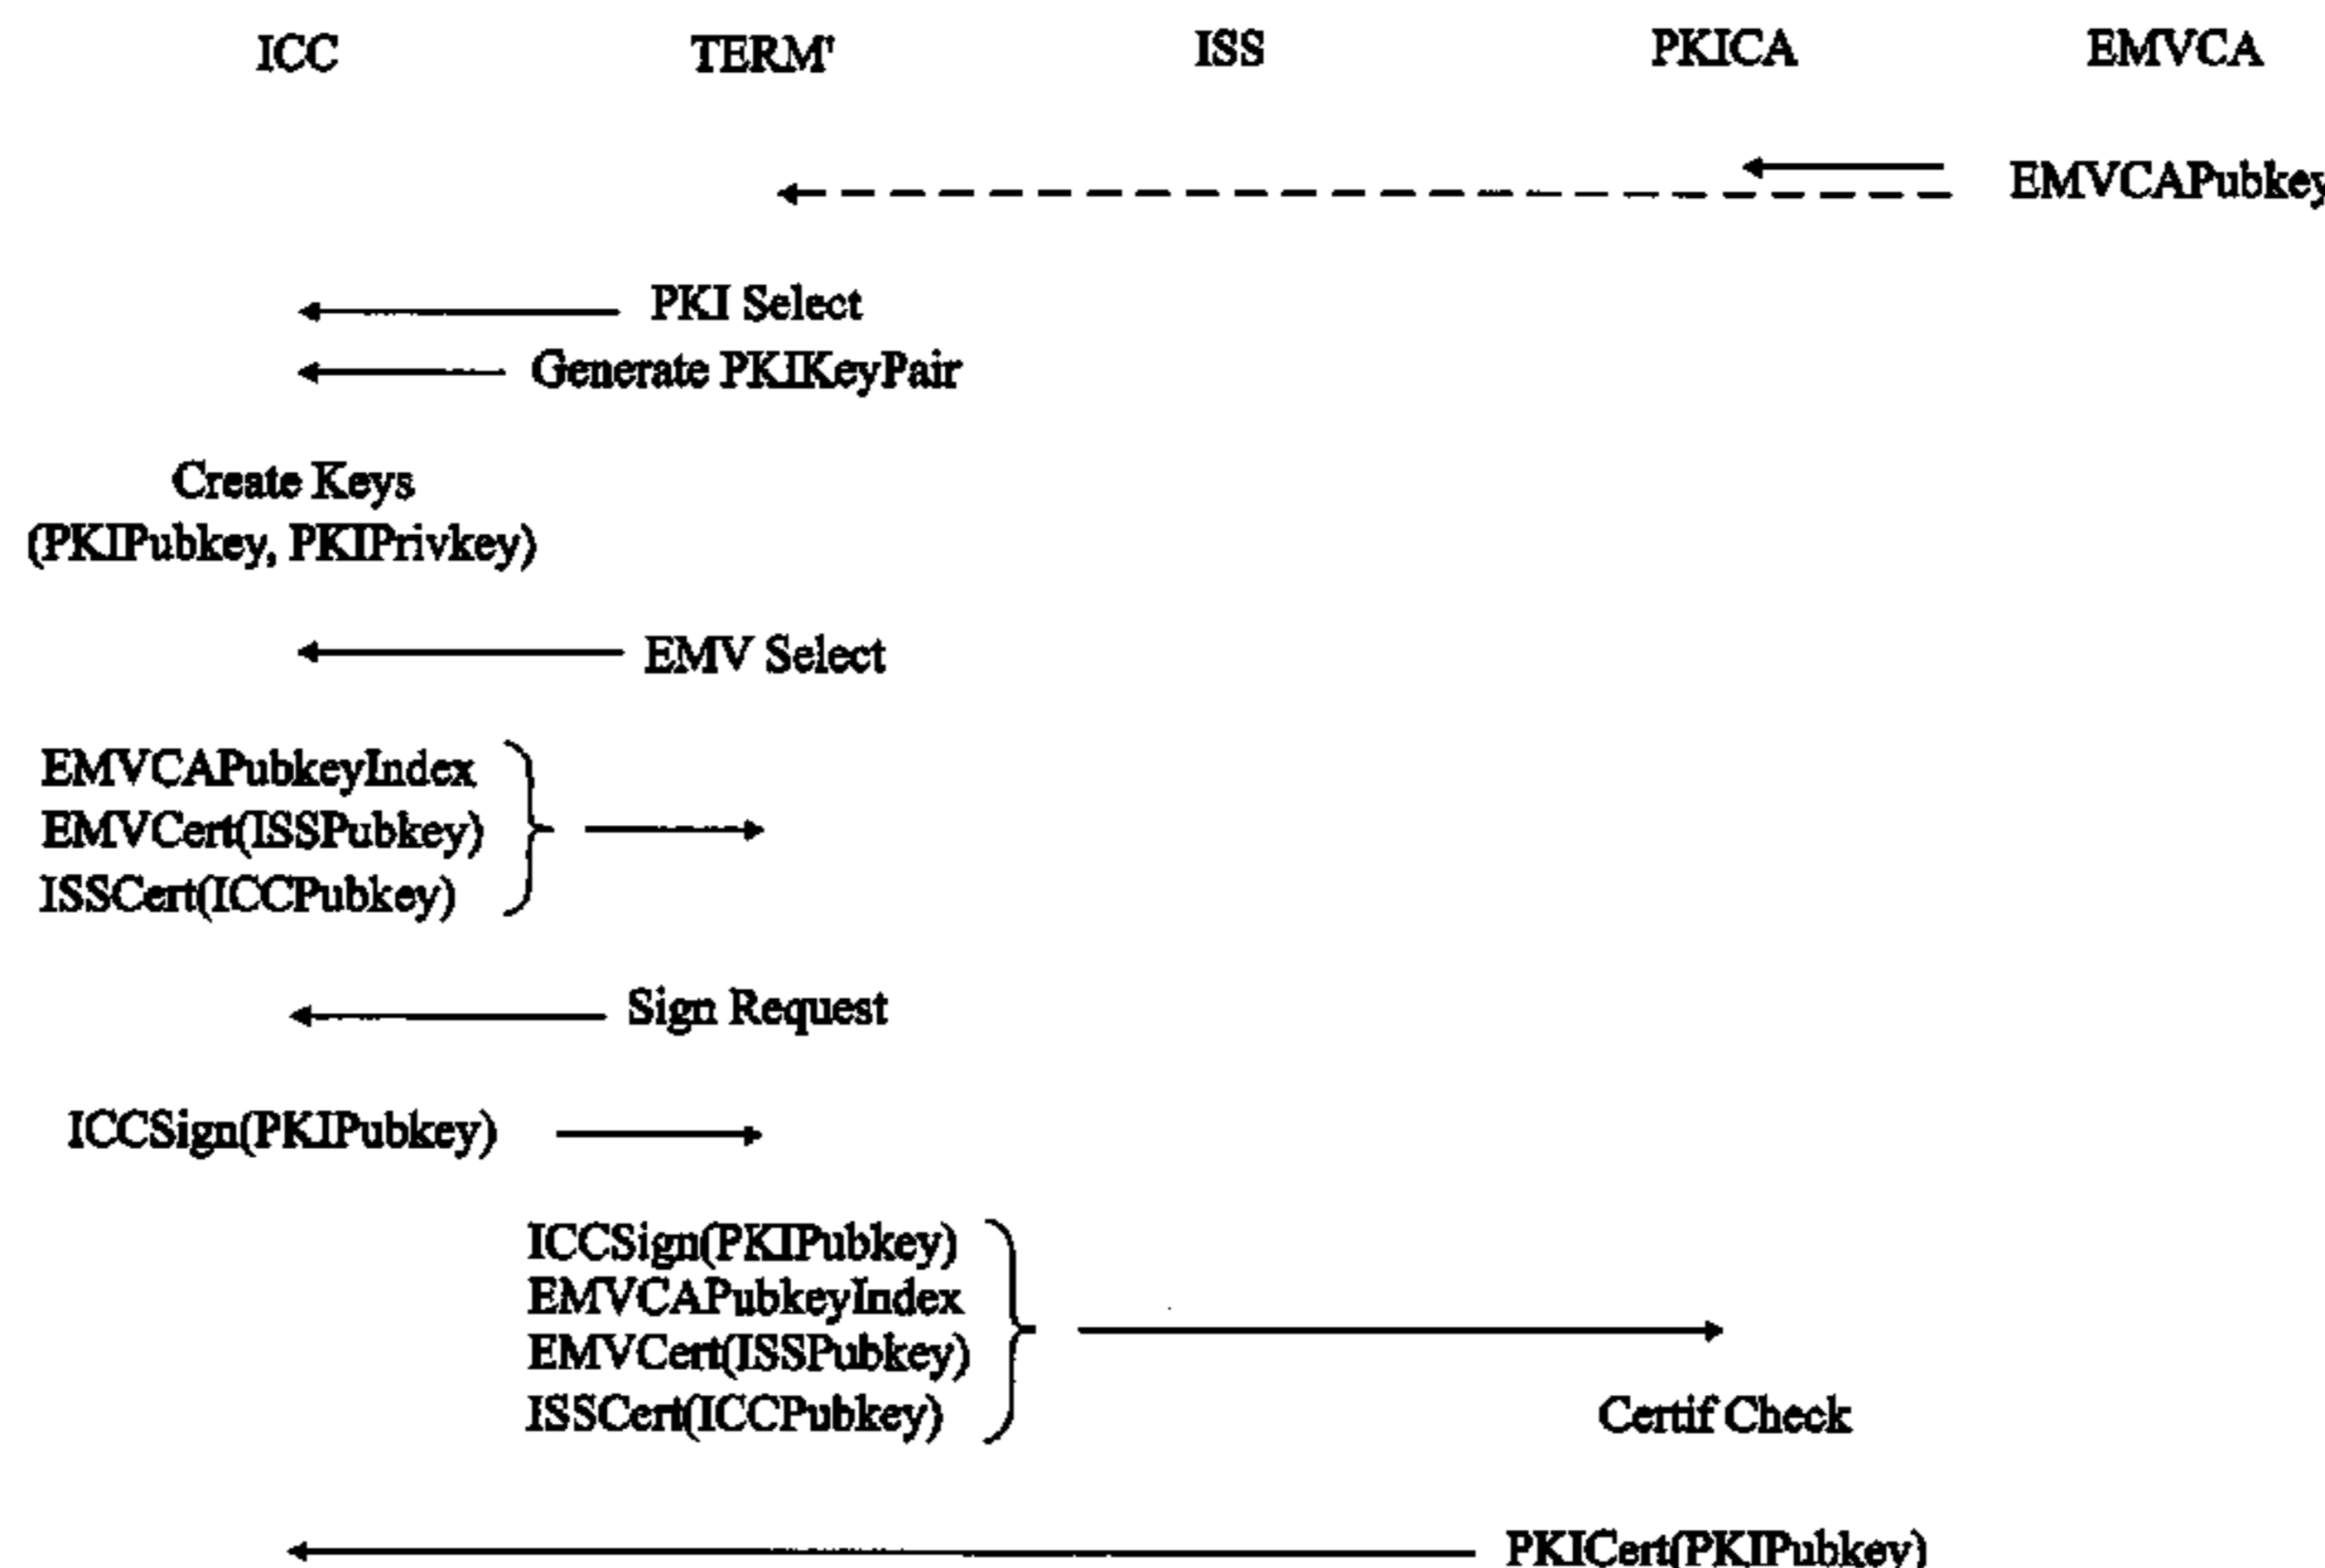 ICC TERM' ISS PKICA EMVCA
EMVCAPubkey
PKI Select
Generate PKIKeyPair
Create Keys
(PKIPubkey, PKIPrivkey)
EMV Select
EMVCAPubkeyIndex
EMVCert(ISSPubkey)
ISSCert(ICCPubkey)
Sign Request
ICCSign(PKIPubkey)
ICCSign(PKIPubkey)
EMVCAPubkeyIndex
EMVCert(ISSPubkey)
ISSCert(ICCPubkey)
Certif Check
PKICert(PKIPubkey)